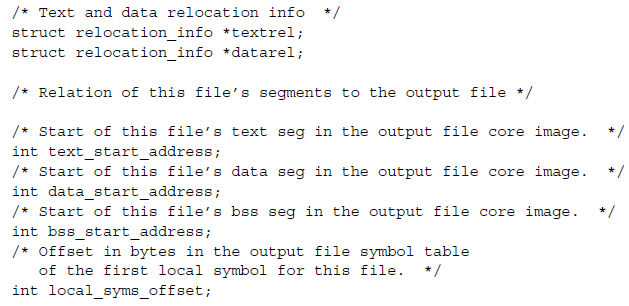 /* Text and data relocation info  */
struct relocation_info *textrel;
struct relocation_info *datarel;

/* Relation of this file’s segments to the output file */

/* Start of this file’s text seg in the output file core image.  */
int text_start_address;
/* Start of this file’s data seg in the output file core image.  */
int data_start_address;
/* Start of this file’s bss seg in the output file core image.  */
int bss_start_address;
/* Offset in bytes in the output file symbol table
   of the first local symbol for this file.  */
int local_syms_offset;